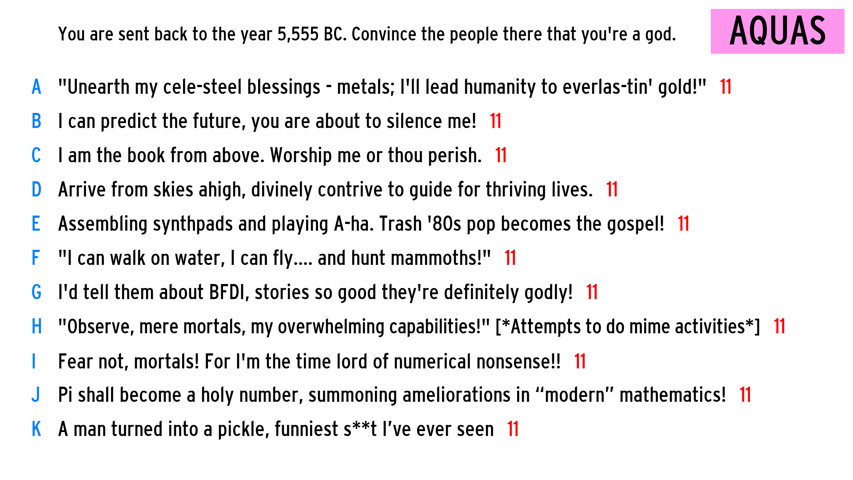 You are sent back to the year 5,555 BC. Convince the people there that you're a god.
AQUAS
A "Unearth my cele-steel blessings - metals; I'll lead humanity to everlas-tin' gold!" 11
B I can predict the future, you are about to silence me! 11
C I am the book from above. Worship me or thou perish. 11
D Arrive from skies ahigh, divinely contrive to guide for thriving lives. 11
E Assembling synthpads and playing A-ha. Trash '80s pop becomes the gospel! 11
F "I can walk on water, I can fly.... and hunt mammoths!" 11
G I'd tell them about BFDI, stories so good they're definitely godly! 11
H "Observe, mere mortals, my overwhelming capabilities!" [*Attempts to do mime activities*] 11
I Fear not, mortals! For I'm the time lord of numerical nonsense!! 11
J Pi shall become a holy number, summoning ameliorations in “modern” mathematics! 11
K A man turned into a pickle, funniest s**t I’ve ever seen 11